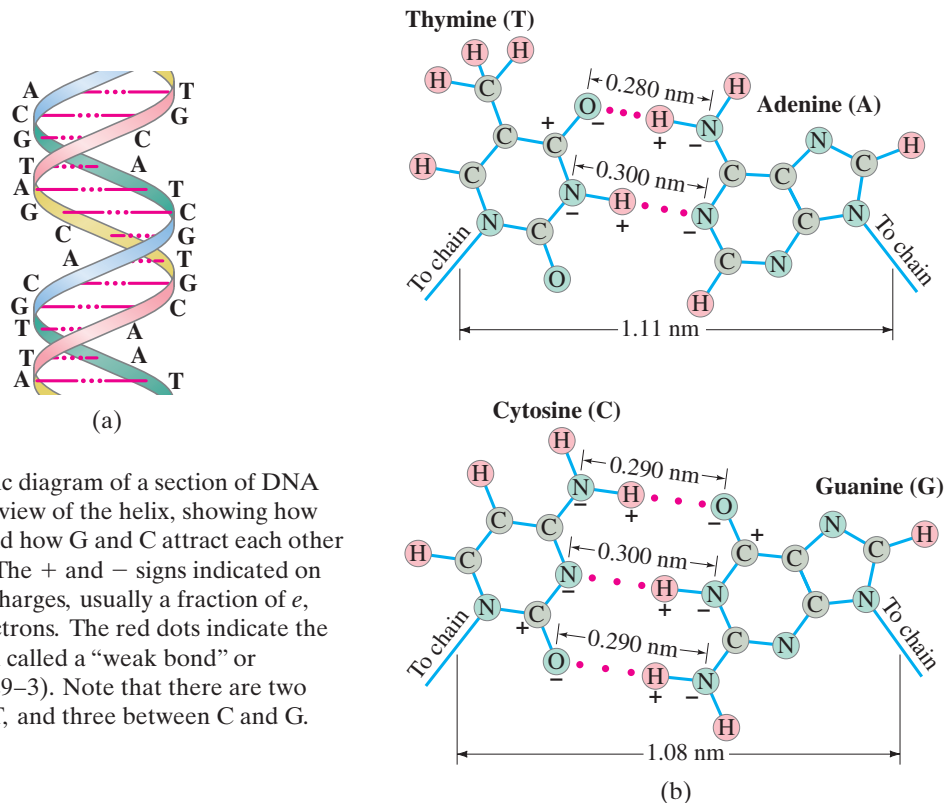 Thymine (T)
H H
H C O 0.280 nm H
H N Adenine (A)
+ − + −
C C N H
H C 0.300 nm C C C
N H N C N
− + −
N C C N
To chain O H To chain
1.11 nm
A T
C G
G C
T A
A T
G C
C G
A T
C G
G C
T A
T A
A T
(a)
Cytosine (C)
H
H N H 0.290 nm O Guanine (G)
− + −
C C + C N H
H C N 0.300 nm H N C C
− + −
N C C C N
+ N
To chain O 0.290 nm H N To chain
− + −
H
1.08 nm
(b)
ic diagram of a section of DNA
view of the helix, showing how
d how G and C attract each other
The + and − signs indicated on
charges, usually a fraction of e,
ctrons. The red dots indicate the
called a “weak bond” or
9–3). Note that there are two
T, and three between C and G.